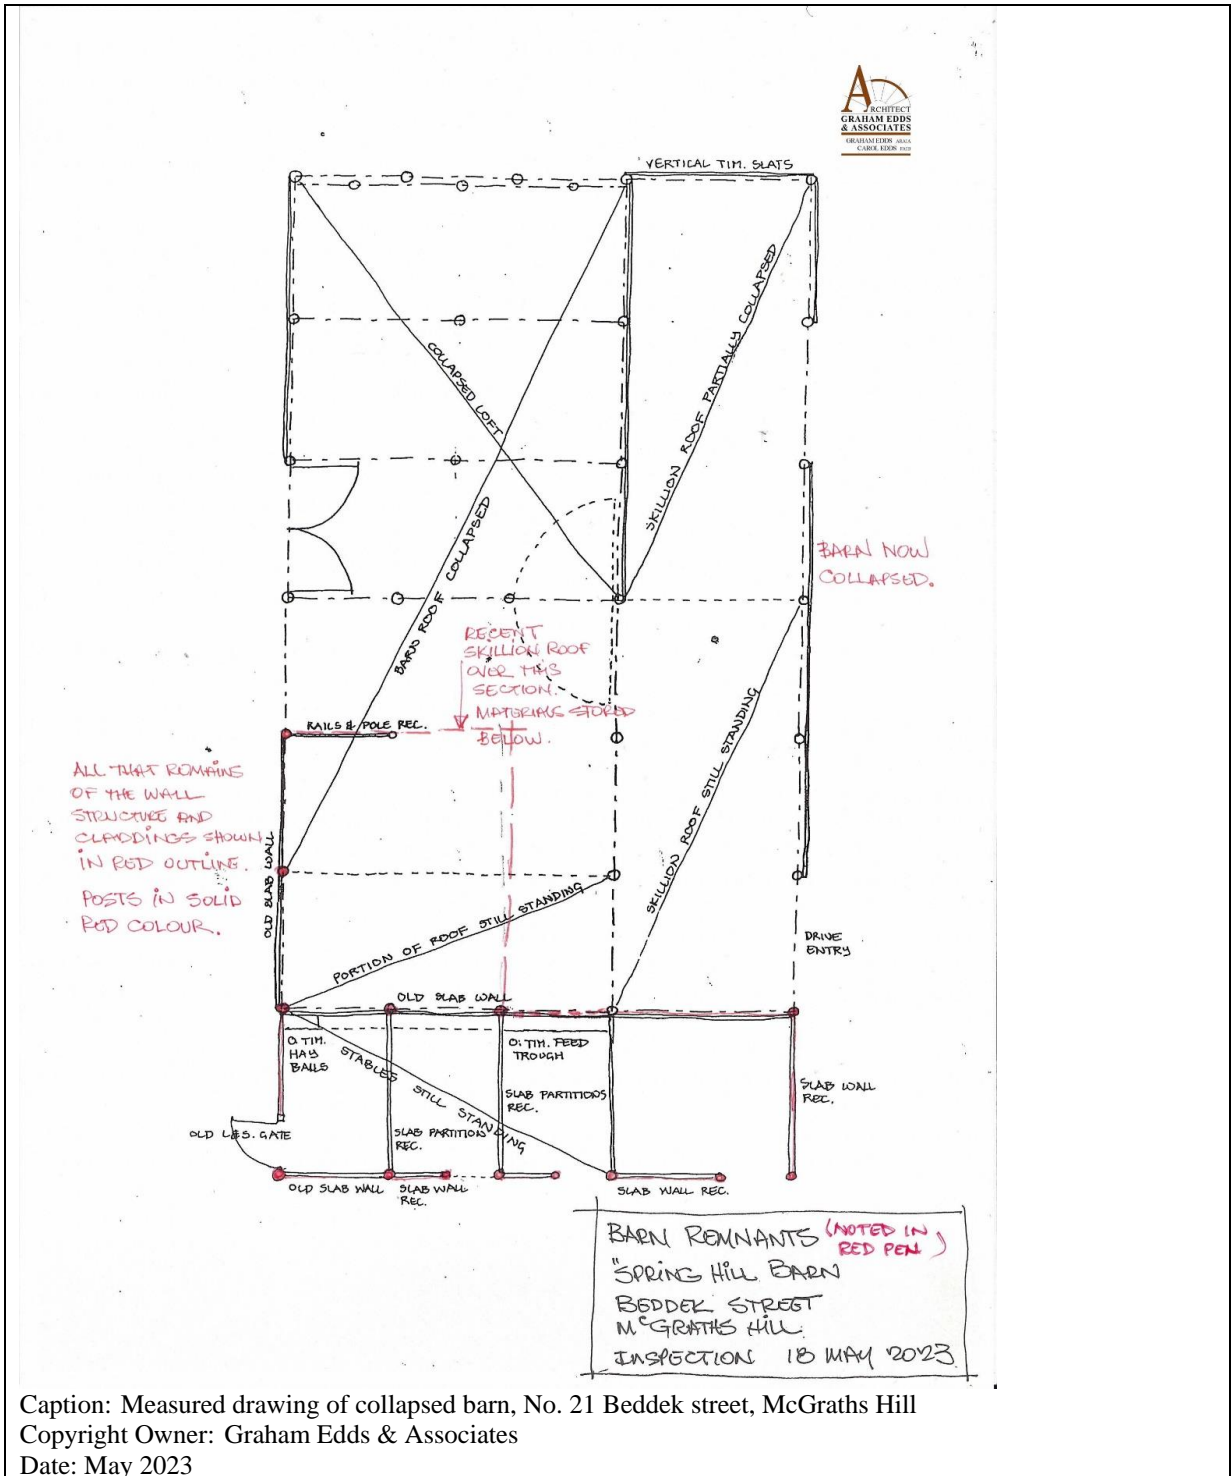 ARCHITECT
GRAHAM EDDS
& ASSOCIATES
GRAHAM EDDS
CAROL EDDS
VERTICAL TIM. SLATS
COLLAPSED LOFT
SKILLION ROOF PARTIALLY COLLAPSED
BARN ROOF COLLAPSED
BARN NOW
COLLAPSED.
RECENT
SKILLION ROOF
OVER THIS
SECTION.
MATERIALS STORED
BELOW.
RAILS & POLE REC.
SKILLION ROOF STILL STANDING
ALL THAT REMAINS
OF THE WALL
STRUCTURE AND
CLADDINGS SHOWN
IN RED OUTLINE.
POSTS IN SOLID
RED COLOUR.
OLD SLAB WALL
PORTION OF ROOF STILL STANDING
DRIVE
ENTRY
OLD SLAB WALL
O. TIM.
HAY
BAILS
STABLES STILL STANDING
O. TIM. FEED
TROUGH
SLAB PARTITIONS
REC.
SLAB WALL
REC.
OLD L&S. GATE
SLAB PARTITION
REC.
OLD SLAB WALL
SLAB WALL
REC.
SLAB WALL REC.
BARN REMNANTS (NOTED IN
RED PEN)
"SPRING HILL BARN
BEDDEK STREET
McGRATHS HILL.
INSPECTION 18 MAY 2023
Caption: Measured drawing of collapsed barn, No. 21 Beddek street, McGraths Hill
Copyright Owner: Graham Edds & Associates
Date: May 2023